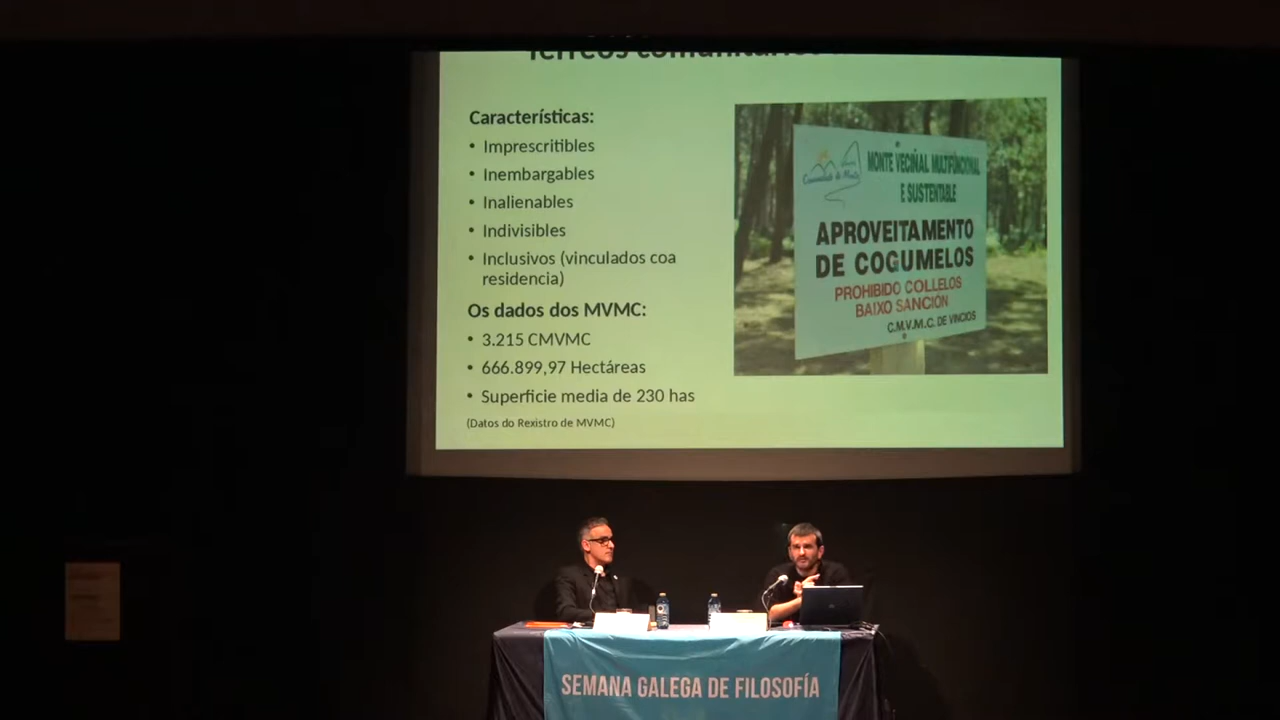 Terreos comunitarios
Características:
• Imprescritibles
• Inembargables
• Inalienables
• Indivisibles
• Inclusivos (vinculados coa
residencia)
Os dados dos MVMC:
• 3.215 CMVMC
• 666.899,97 Hectáreas
• Superficie media de 230 has
(Datos do Rexistro de MVMC)
MONTE VECIÑAL MULTIFUNCIONAL
E SUSTENTABLE
APROVEITAMENTO
DE COGUMELOS
PROHIBIDO COLLELOS
BAIXO SANCIÓN
C.M.V.M.C. DE VINCIOS
SEMANA GALEGA DE FILOSOFÍA